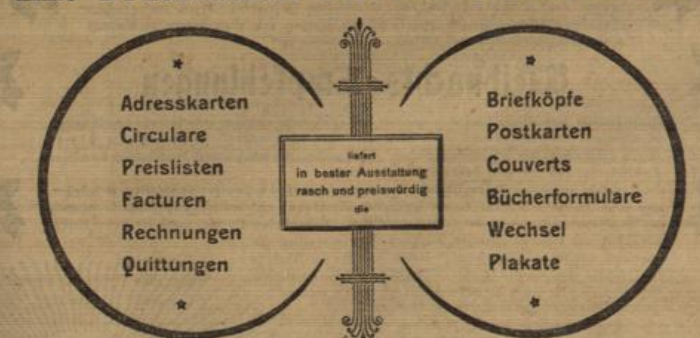 Adresskarten
Circulare
Preislisten
Facturen
Rechnungen
Quittungen
liefert
in bester Ausstattung
rasch und preiswürdig
die
Briefköpfe
Postkarten
Couverts
Bücherformulare
Wechsel
Plakate